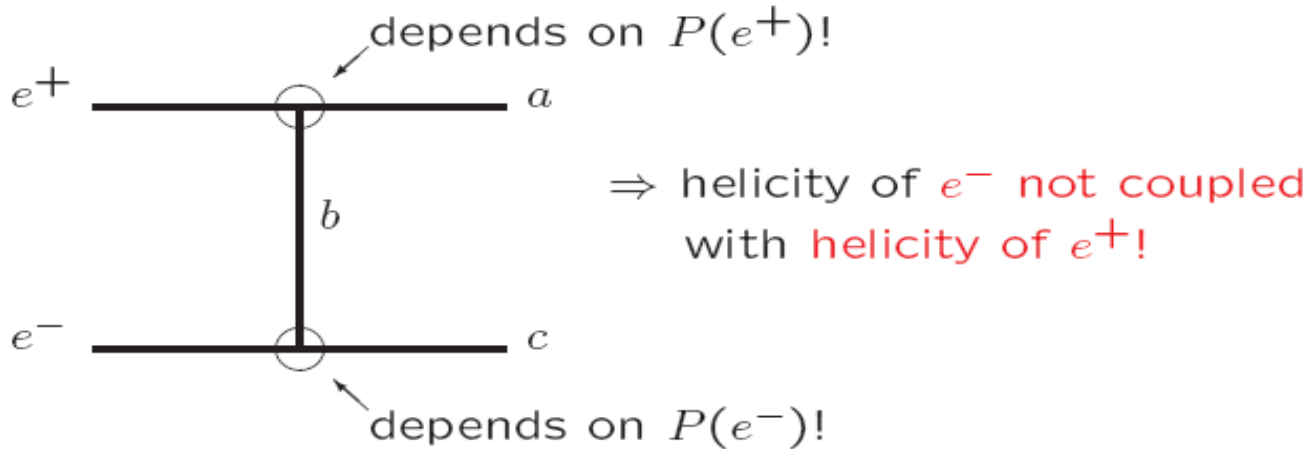 depends on P(e⁺)!
e⁺
a
⇒ helicity of e⁻ not coupled
b
with helicity of e⁺!
e⁻
c
depends on P(e⁻)!